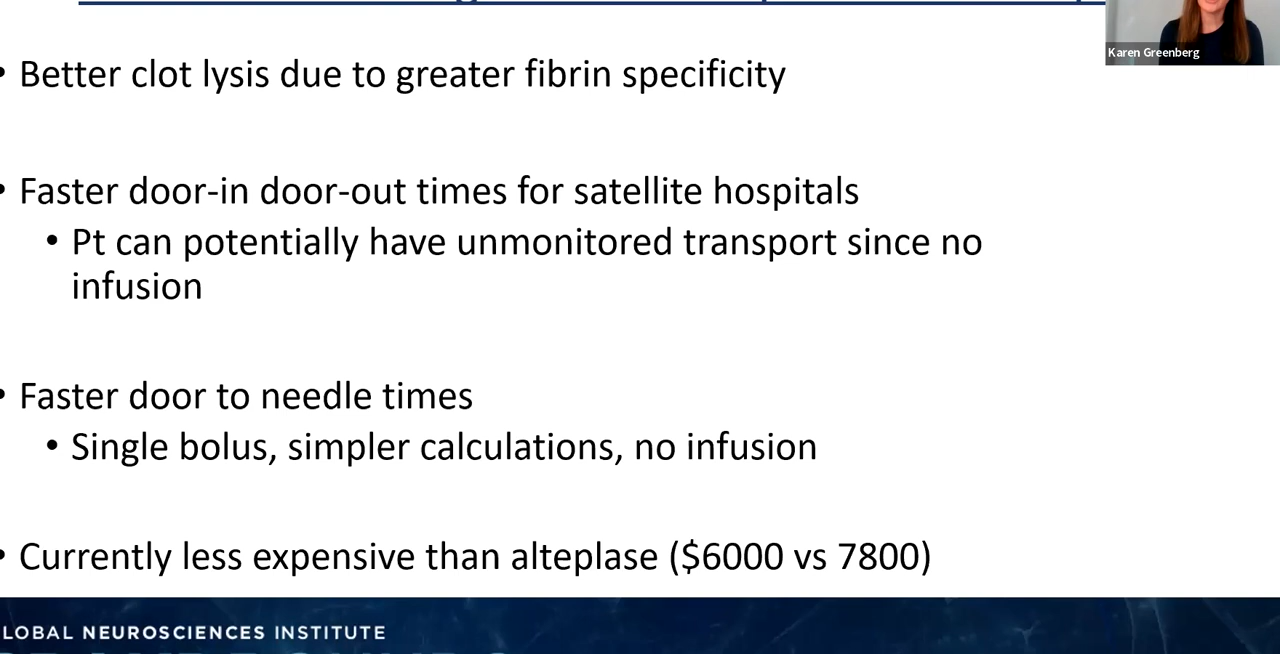 Karen Greenberg
• Better clot lysis due to greater fibrin specificity
• Faster door-in door-out times for satellite hospitals
• Pt can potentially have unmonitored transport since no
infusion
• Faster door to needle times
• Single bolus, simpler calculations, no infusion
• Currently less expensive than alteplase ($6000 vs 7800)
LOBAL NEUROSCIENCES INSTITUTE